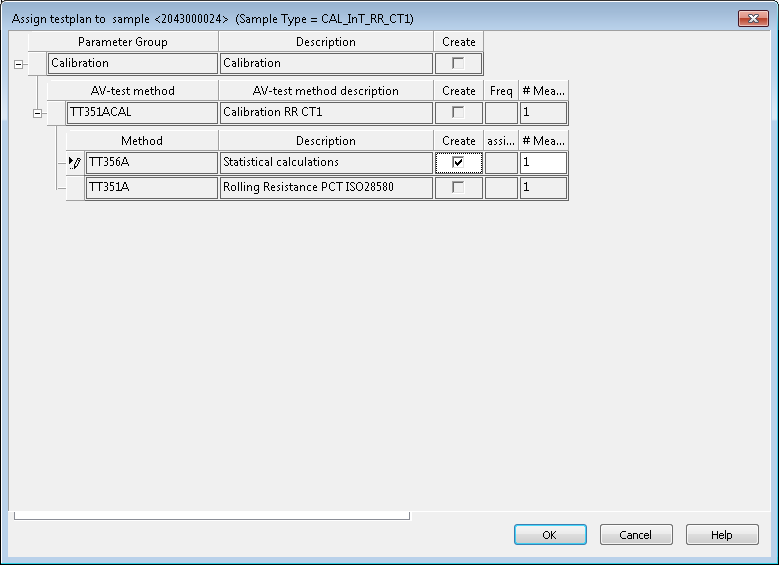 Assign testplan to sample <2043000024> (Sample Type = CAL_InT_RR_CT1)
Parameter Group Description Create
Calibration Calibration
AV-test method AV-test method description Create Freq # Mea...
TT351ACAL Calibration RR CT1 1
Method Description Create assi... # Mea...
TT356A Statistical calculations 1
TT351A Rolling Resistance PCT ISO28580 1
OK Cancel Help